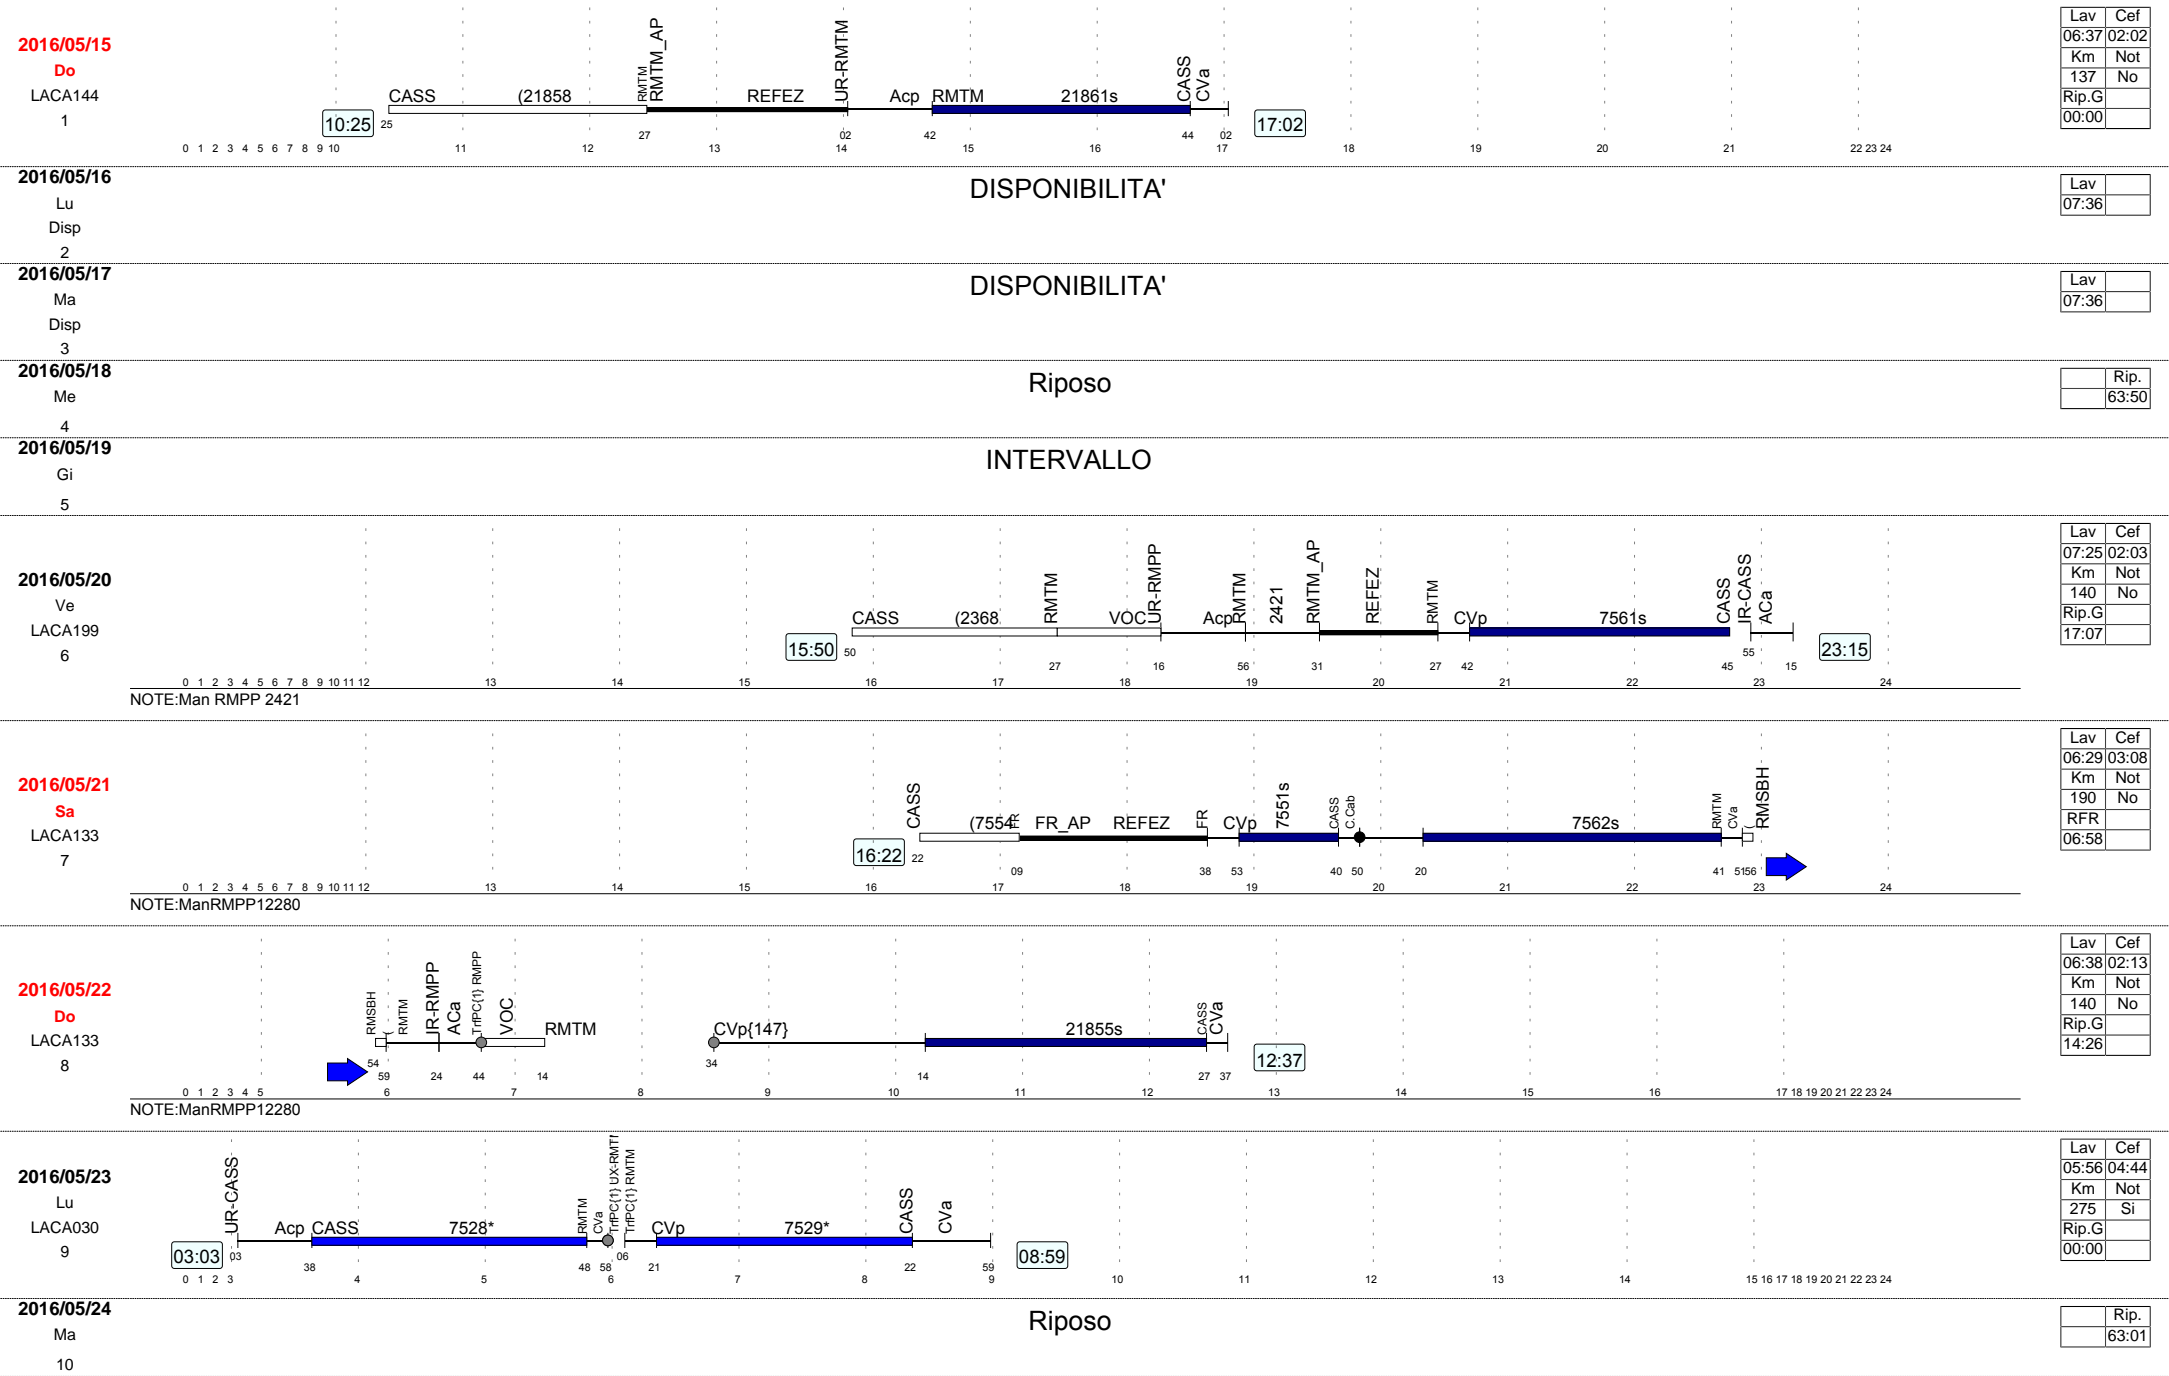 2016/05/15
Do
LACA144
1
10:25
25
CASS
(21858
RMTM
RMTM_AP
27
REFEZ
UR-RMTM
02
Acp
RMTM
42
21861s
CASS
CVa
44
02
17:02
0 1 2 3 4 5 6 7 8 9 10 11 12 13 14 15 16 17 18 19 20 21 22 23 24
Lav Cef
06:37 02:02
Km Not
137 No
Rip.G
00:00
2016/05/16
Lu
Disp
2
DISPONIBILITA'
Lav
07:36
2016/05/17
Ma
Disp
3
DISPONIBILITA'
Lav
07:36
2016/05/18
Me
4
Riposo
Rip.
63:50
2016/05/19
Gi
5
INTERVALLO
2016/05/20
Ve
LACA199
6
15:50
50
CASS
(2368
RMTM
27
VOC
UR-RMPP
16
Acp
RMTM
56
2421
RMTM_AP
31
REFEZ
RMTM
27
CVp
42
7561s
CASS
45
IR-CASS
55
ACa
15
23:15
0 1 2 3 4 5 6 7 8 9 10 11 12 13 14 15 16 17 18 19 20 21 22 23 24
NOTE:Man RMPP 2421
Lav Cef
07:25 02:03
Km Not
140 No
Rip.G
17:07
2016/05/21
Sa
LACA133
7
16:22
22
CASS
(7554
FR
09
FR_AP
REFEZ
FR
38
CVp
53
7551s
CASS
40
C.Cab
50
20
7562s
RMTM
41
CVa
51
(
56
RMSBH
0 1 2 3 4 5 6 7 8 9 10 11 12 13 14 15 16 17 18 19 20 21 22 23 24
NOTE:ManRMPP12280
Lav Cef
06:29 03:08
Km Not
190 No
RFR
06:58
2016/05/22
Do
LACA133
8
RMSBH
54
(
59
RMTM
IR-RMPP
24
ACa
TrfPC{1} RMPP
44
VOC
14
RMTM
CVp{147}
34
14
21855s
CASS
27
CVa
37
12:37
0 1 2 3 4 5 6 7 8 9 10 11 12 13 14 15 16 17 18 19 20 21 22 23 24
NOTE:ManRMPP12280
Lav Cef
06:38 02:13
Km Not
140 No
Rip.G
14:26
2016/05/23
Lu
LACA030
9
03:03
UR-CASS
03
Acp
CASS
38
7528*
RMTM
48
CVa
58
TrfPC{1} RMTM
06
CVp
21
7529*
CASS
22
CVa
59
08:59
0 1 2 3 4 5 6 7 8 9 10 11 12 13 14 15 16 17 18 19 20 21 22 23 24
Lav Cef
05:56 04:44
Km Not
275 Si
Rip.G
00:00
2016/05/24
Ma
10
Riposo
Rip.
63:01